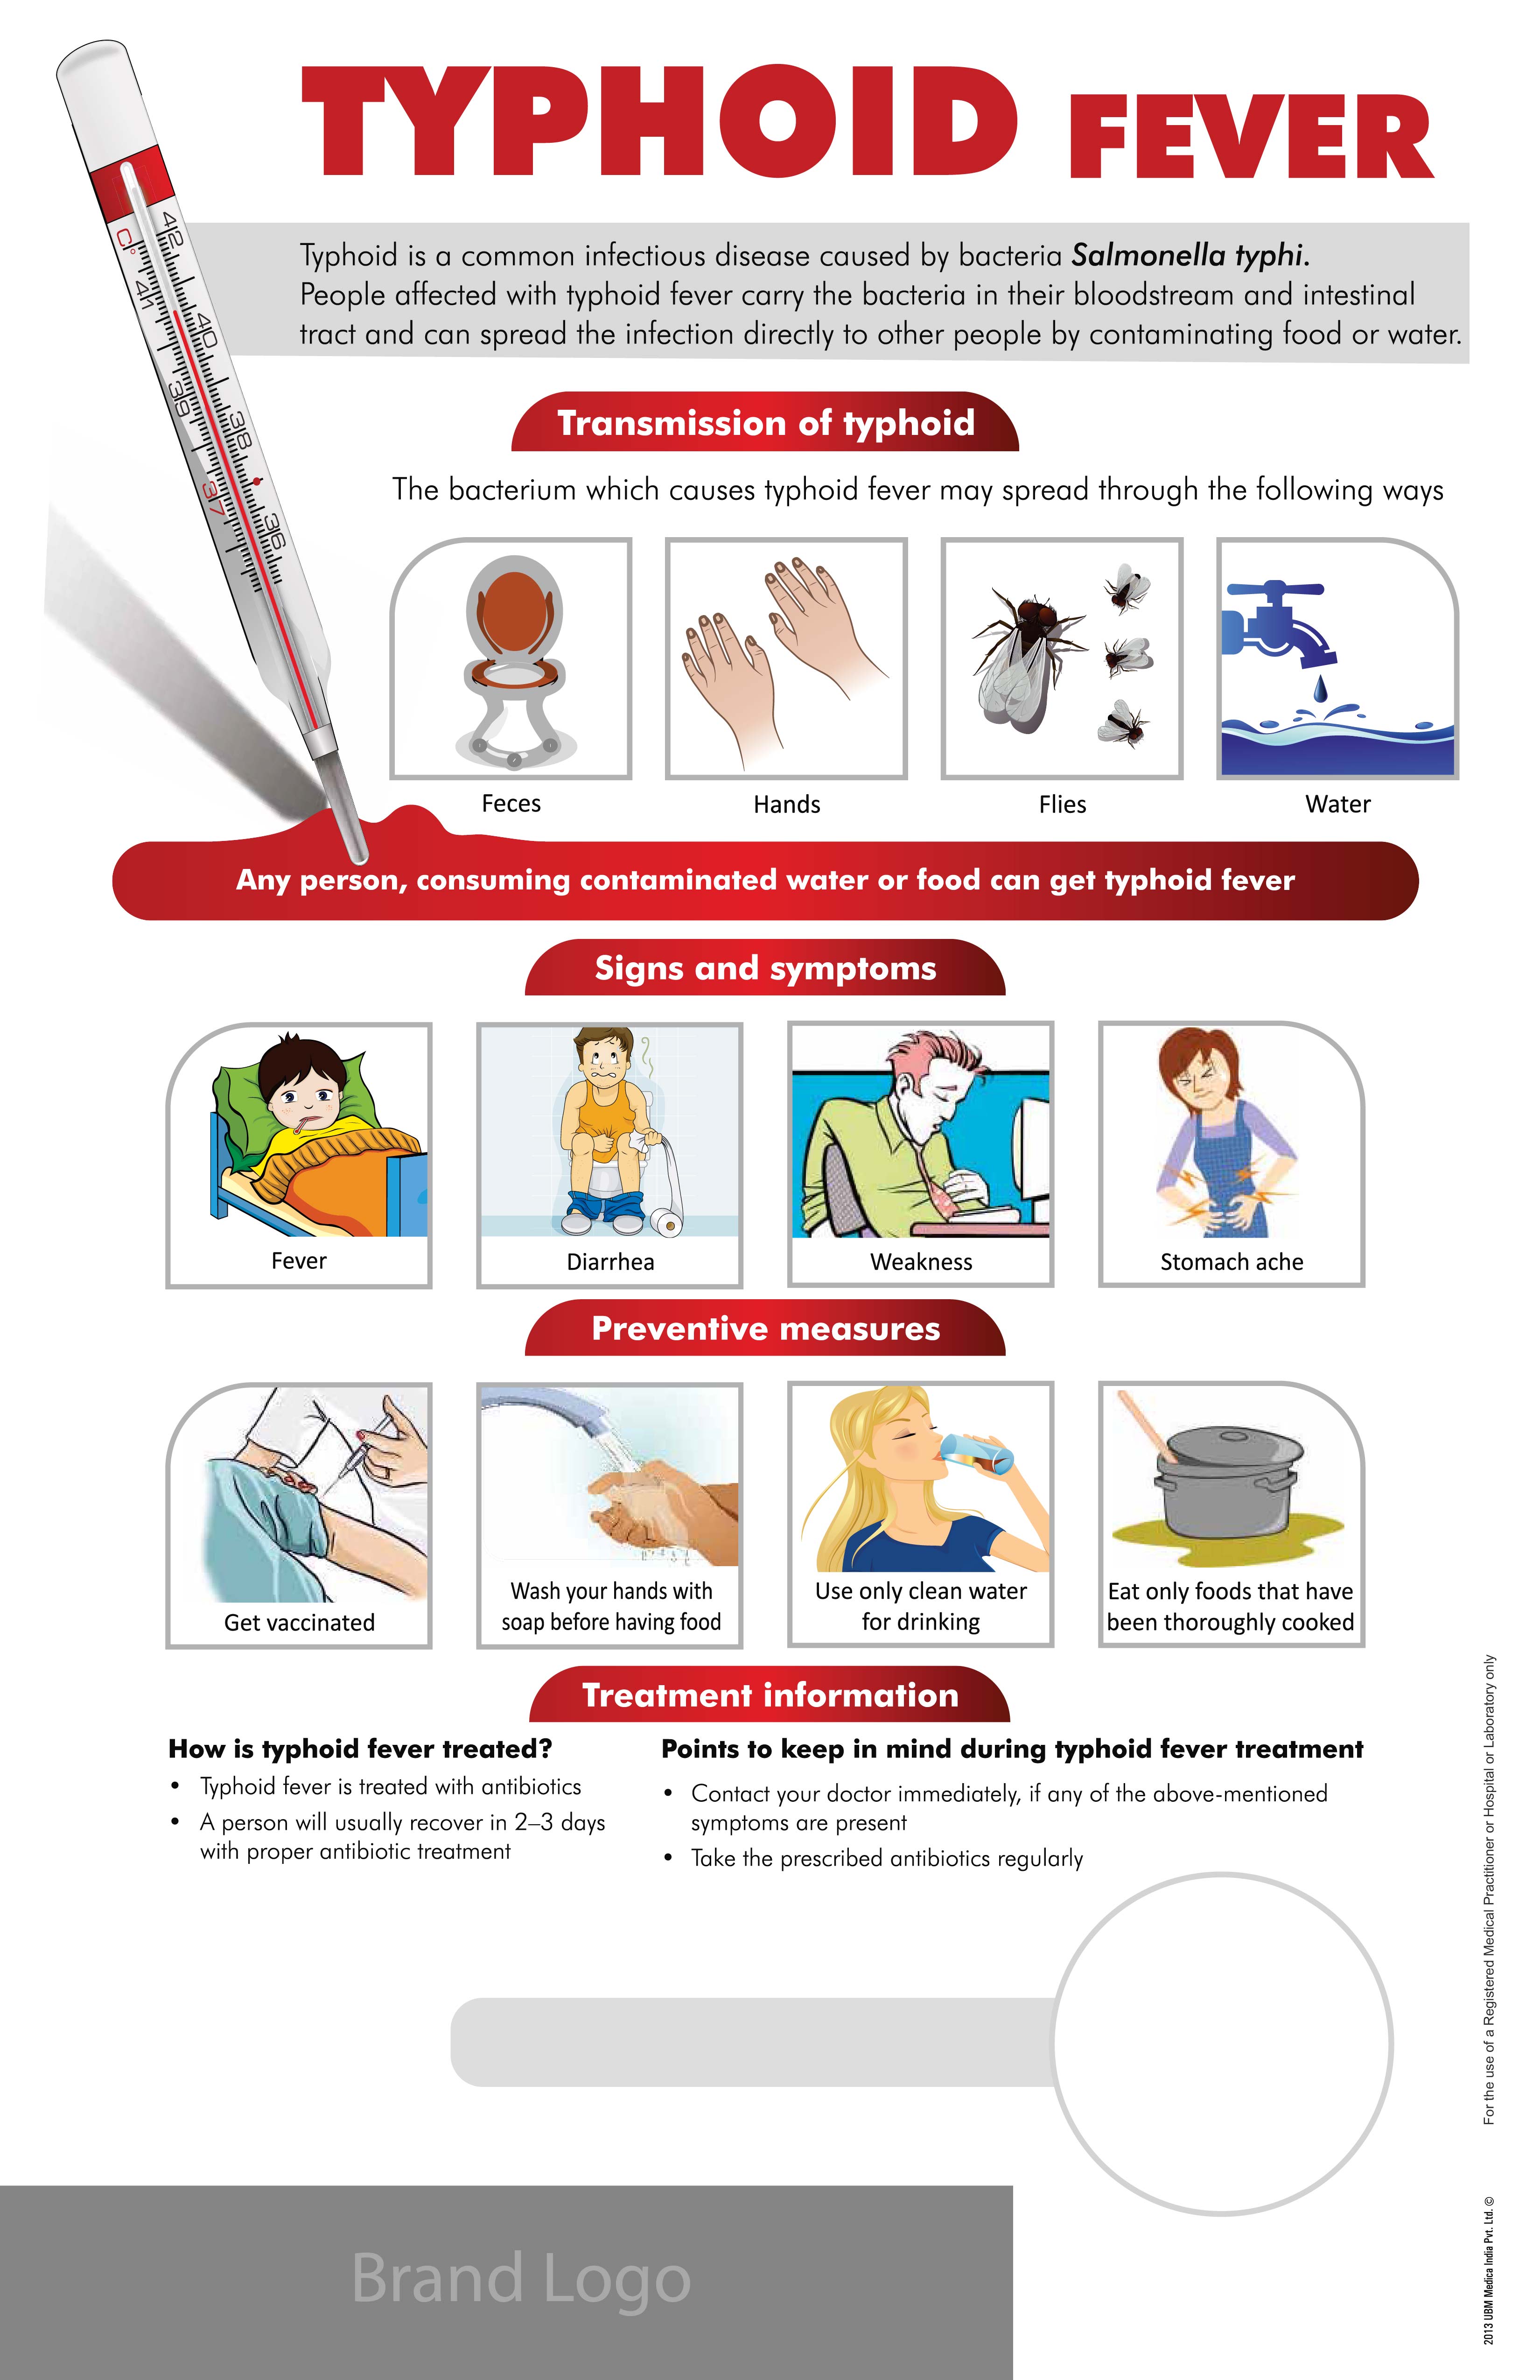 TYPHOID FEVER
Typhoid is a common infectious disease caused by bacteria Salmonella typhi.
People affected with typhoid fever carry the bacteria in their bloodstream and intestinal
tract and can spread the infection directly to other people by contaminating food or water.
C°
42
41
40
39
38
37
36
Transmission of typhoid
The bacterium which causes typhoid fever may spread through the following ways
Feces
Hands
Flies
Water
Any person, consuming contaminated water or food can get typhoid fever
Signs and symptoms
Fever
Diarrhea
Weakness
Stomach ache
Preventive measures
Get vaccinated
Wash your hands with
soap before having food
Use only clean water
for drinking
Eat only foods that have
been thoroughly cooked
Treatment information
How is typhoid fever treated?
• Typhoid fever is treated with antibiotics
• A person will usually recover in 2–3 days
with proper antibiotic treatment
Points to keep in mind during typhoid fever treatment
• Contact your doctor immediately, if any of the above-mentioned
symptoms are present
• Take the prescribed antibiotics regularly
Brand Logo
For the use of a Registered Medical Practitioner or Hospital or Laboratory only
2013 UBM Medica India Pvt. Ltd. ©